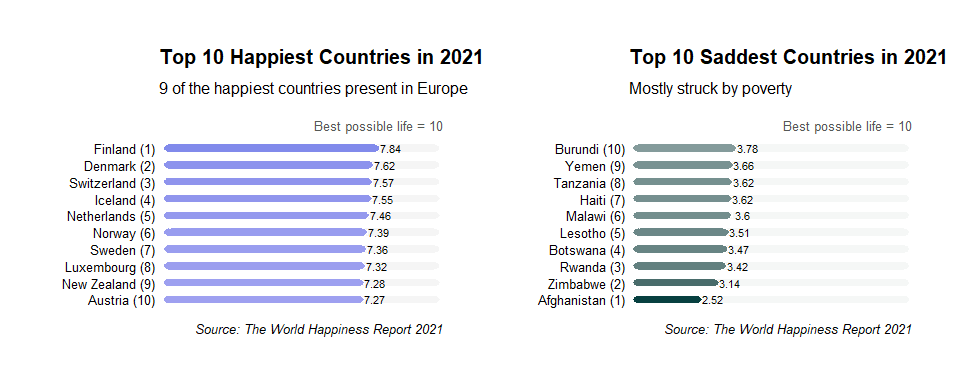 Top 10 Happiest Countries in 2021
9 of the happiest countries present in Europe
Best possible life = 10
Finland (1) 7.84
Denmark (2) 7.62
Switzerland (3) 7.57
Iceland (4) 7.55
Netherlands (5) 7.46
Norway (6) 7.39
Sweden (7) 7.36
Luxembourg (8) 7.32
New Zealand (9) 7.28
Austria (10) 7.27
Source: The World Happiness Report 2021
Top 10 Saddest Countries in 2021
Mostly struck by poverty
Best possible life = 10
Burundi (10) 3.78
Yemen (9) 3.66
Tanzania (8) 3.62
Haiti (7) 3.62
Malawi (6) 3.6
Lesotho (5) 3.51
Botswana (4) 3.47
Rwanda (3) 3.42
Zimbabwe (2) 3.14
Afghanistan (1) 2.52
Source: The World Happiness Report 2021